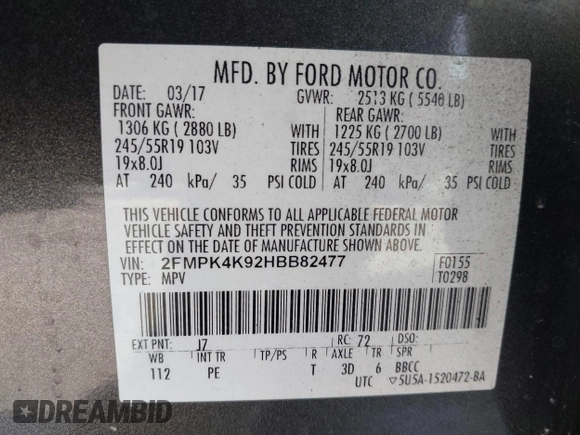 MFD. BY FORD MOTOR CO.
DATE: 03/17 GVWR: 2513 KG ( 5540 LB)
FRONT GAWR: REAR GAWR:
1306 KG ( 2880 LB) WITH 1225 KG ( 2700 LB) WITH
245/55R19 103V TIRES 245/55R19 103V TIRES
19x8.0J RIMS 19x8.0J RIMS
AT 240 kPa/ 35 PSI COLD AT 240 kPa/ 35 PSI COLD
THIS VEHICLE CONFORMS TO ALL APPLICABLE FEDERAL MOTOR
VEHICLE SAFETY AND THEFT PREVENTION STANDARDS IN
EFFECT ON THE DATE OF MANUFACTURE SHOWN ABOVE.
VIN: 2FMPK4K92HBB82477 F0155
TYPE: MPV T0298
EXT PNT: J7 RC: 72 DSO:
WB INT TR TP/PS R AXLE TR SPR
112 PE T 3D 6 BBCC
UTC ▽5U5A-1520472-BA
DREAMBID